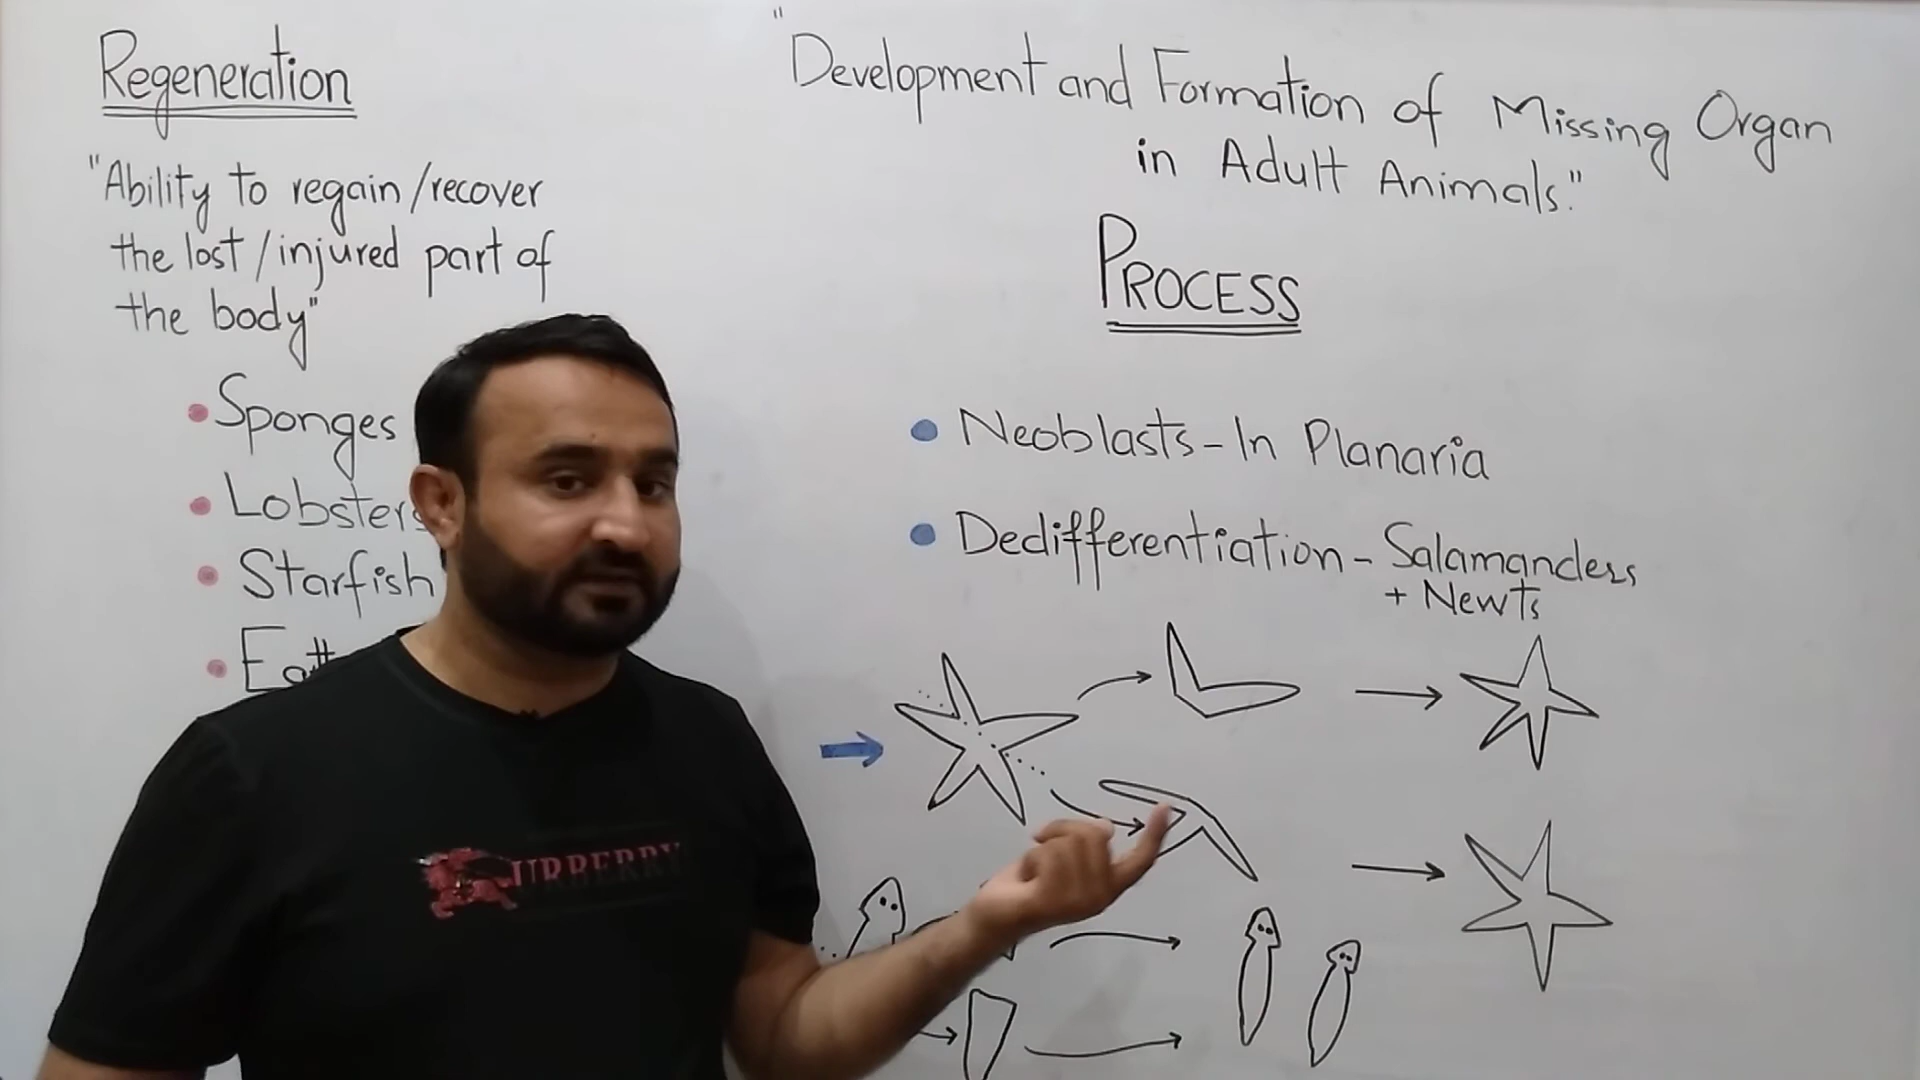 Regeneration
"Ability to regain/recover
the lost/injured part of
the body"
• Sponges
• Lobsters
• Starfish
"Development and Formation of Missing Organ
in Adult Animals."
PROCESS
• Neoblasts - In Planaria
• Dedifferentiation - Salamanders
+ Newts
URBERRY